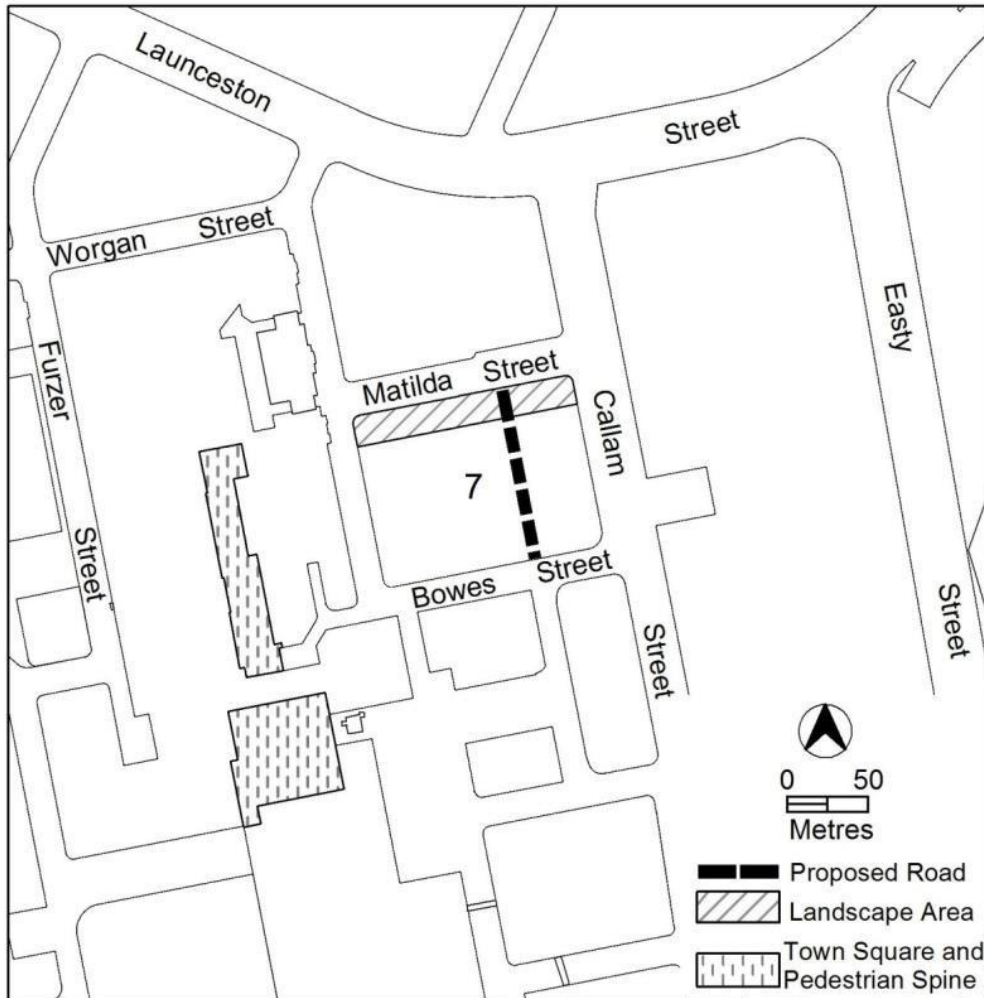 Launceston
Street
Worgan Street
Easty
Furzer
Matilda Street
Callam
7
Street
Bowes Street
Street
Street
0 50
Metres
Proposed Road
Landscape Area
Town Square and
Pedestrian Spine